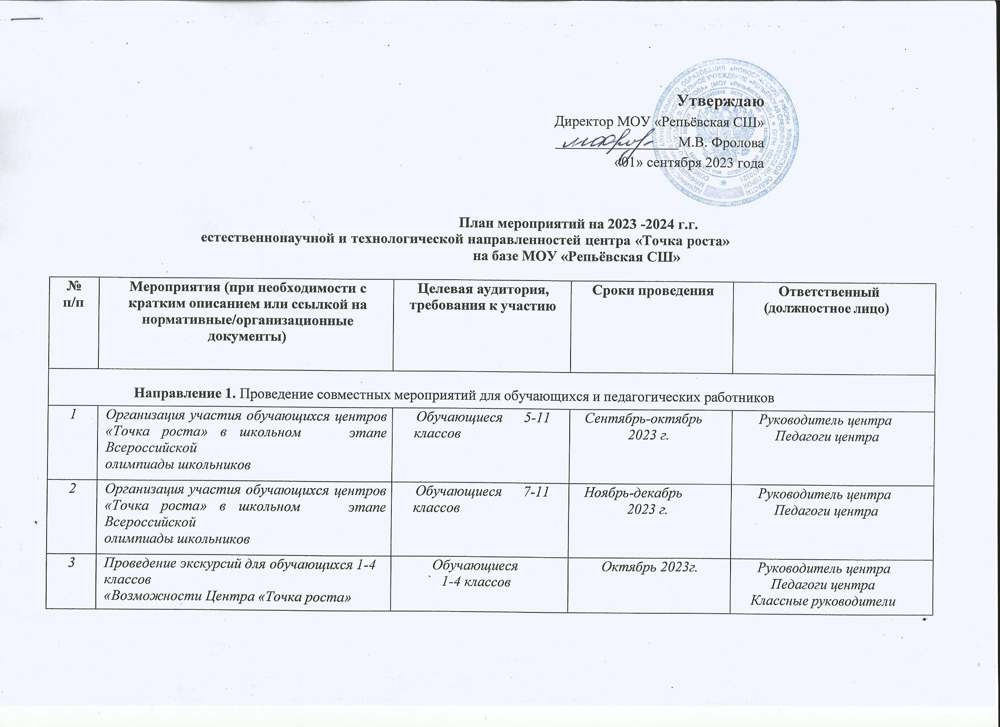 Утверждаю
Директор МОУ «Репьёвская СШ»
М.В. Фролова
«01» сентября 2023 года
План мероприятий на 2023 -2024 г.г.
естественнонаучной и технологической направленностей центра «Точка роста»
на базе МОУ «Репьёвская СШ»
№ п/п
Мероприятия (при необходимости с
кратким описанием или ссылкой на
нормативные/организационные
документы)
Целевая аудитория,
требования к участию
Сроки проведения
Ответственный
(должностное лицо)
Направление 1. Проведение совместных мероприятий для обучающихся и педагогических работников
1
Организация участия обучающихся центров
«Точка роста» в школьном этапе
Всероссийской
олимпиады школьников
Обучающиеся 5-11
классов
Сентябрь-октябрь
2023 г.
Руководитель центра
Педагоги центра
2
Организация участия обучающихся центров
«Точка роста» в школьном этапе
Всероссийской
олимпиады школьников
Обучающиеся 7-11
классов
Ноябрь-декабрь
2023 г.
Руководитель центра
Педагоги центра
3
Проведение экскурсий для обучающихся 1-4
классов
«Возможности Центра «Точка роста»
Обучающиеся
1-4 классов
Октябрь 2023г.
Руководитель центра
Педагоги центра
Классные руководители